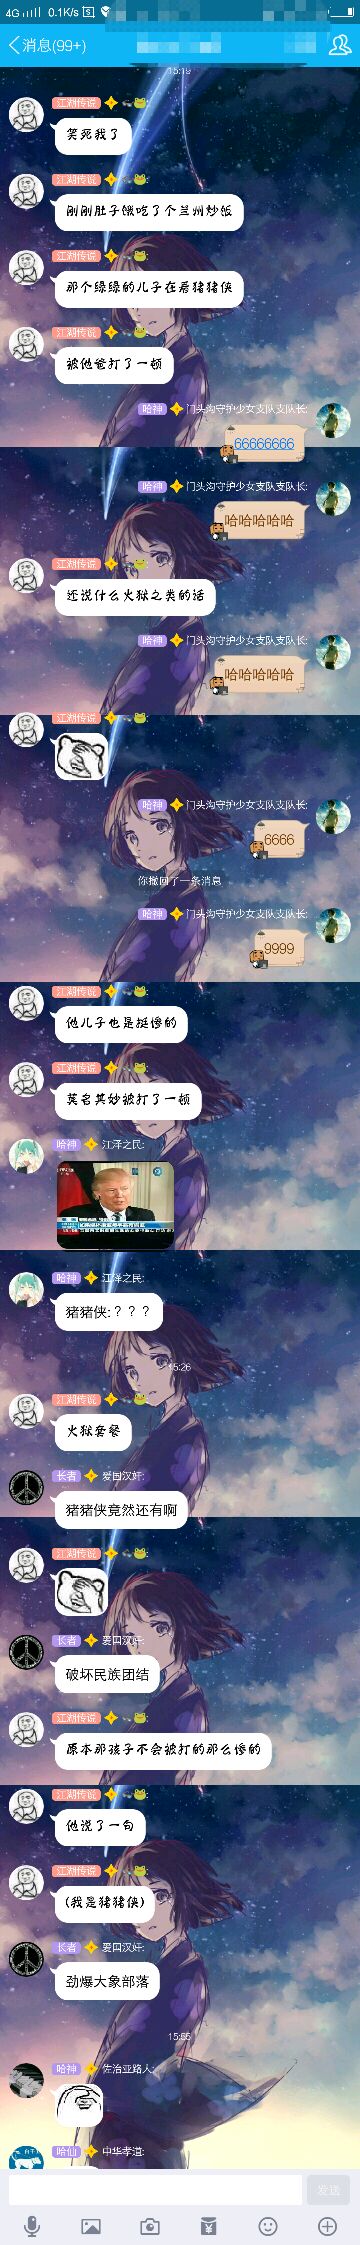 4G 0.1K/s
消息(99+)
15:19
江湖传说
笑死我了
江湖传说
刚刚肚子饿吃了个兰州炒饭
江湖传说
那个绿绿的儿子在看猪猪侠
江湖传说
被他爸打了一顿
哈神 门头沟守护少女支队支队长:
66666666
哈神 门头沟守护少女支队支队长:
哈哈哈哈哈
江湖传说
还说什么火狱之类的话
哈神 门头沟守护少女支队支队长:
哈哈哈哈哈
江湖传说
哈神 门头沟守护少女支队支队长:
6666
你撤回了一条消息
哈神 门头沟守护少女支队支队长:
9999
江湖传说
他儿子也是挺惨的
江湖传说
莫名其妙被打了一顿
哈神 江泽之民:
哈神 江泽之民:
猪猪侠:？？？
15:26
江湖传说
火狱套餐
长者 爱国汉奸:
猪猪侠竟然还有啊
江湖传说
长者 爱国汉奸:
破坏民族团结
江湖传说
原本那孩子不会被打的那么惨的
江湖传说
他说了一句
江湖传说
(我是猪猪侠)
长者 爱国汉奸:
劲爆大象部落
哈神 佐治亚路人:
哈仙 中华孝道:
发送